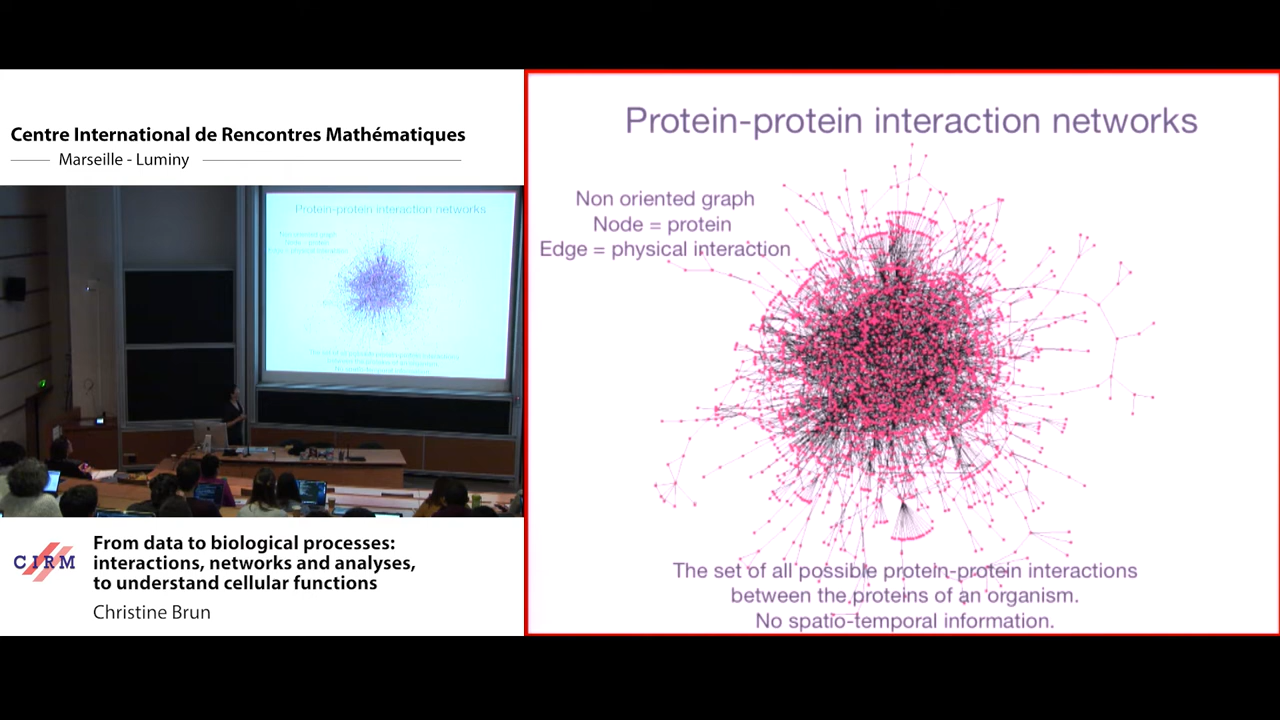 Centre International de Rencontres Mathématiques
Marseille - Luminy
Protein-protein interaction networks
CIRM
From data to biological processes:
interactions, networks and analyses,
to understand cellular functions
Christine Brun
Protein-protein interaction networks
Non oriented graph
Node = protein
Edge = physical interaction
The set of all possible protein-protein interactions
between the proteins of an organism.
No spatio-temporal information.